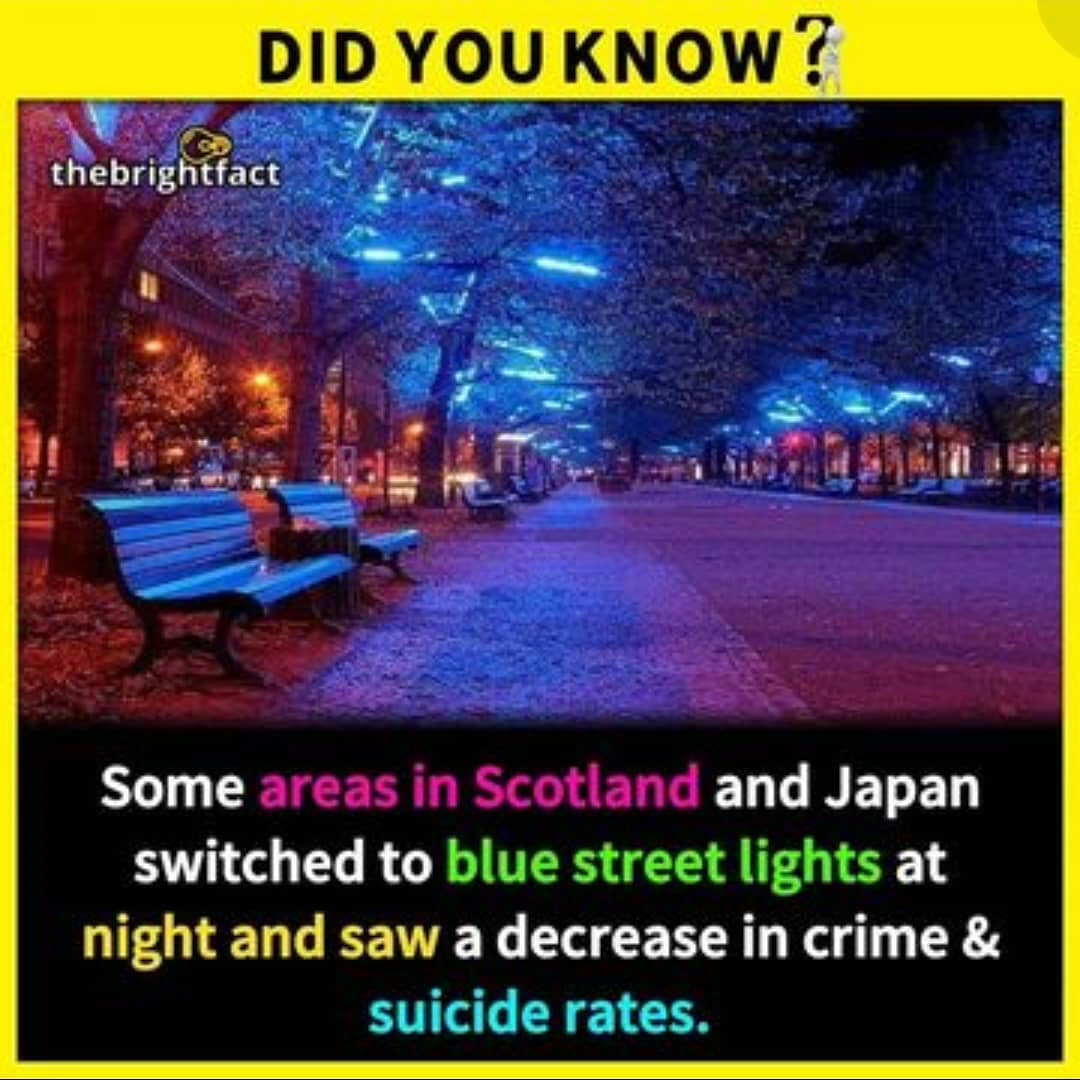 DID YOU KNOW?
thebrightfact
Some areas in Scotland and Japan
switched to blue street lights at
night and saw a decrease in crime &
suicide rates.